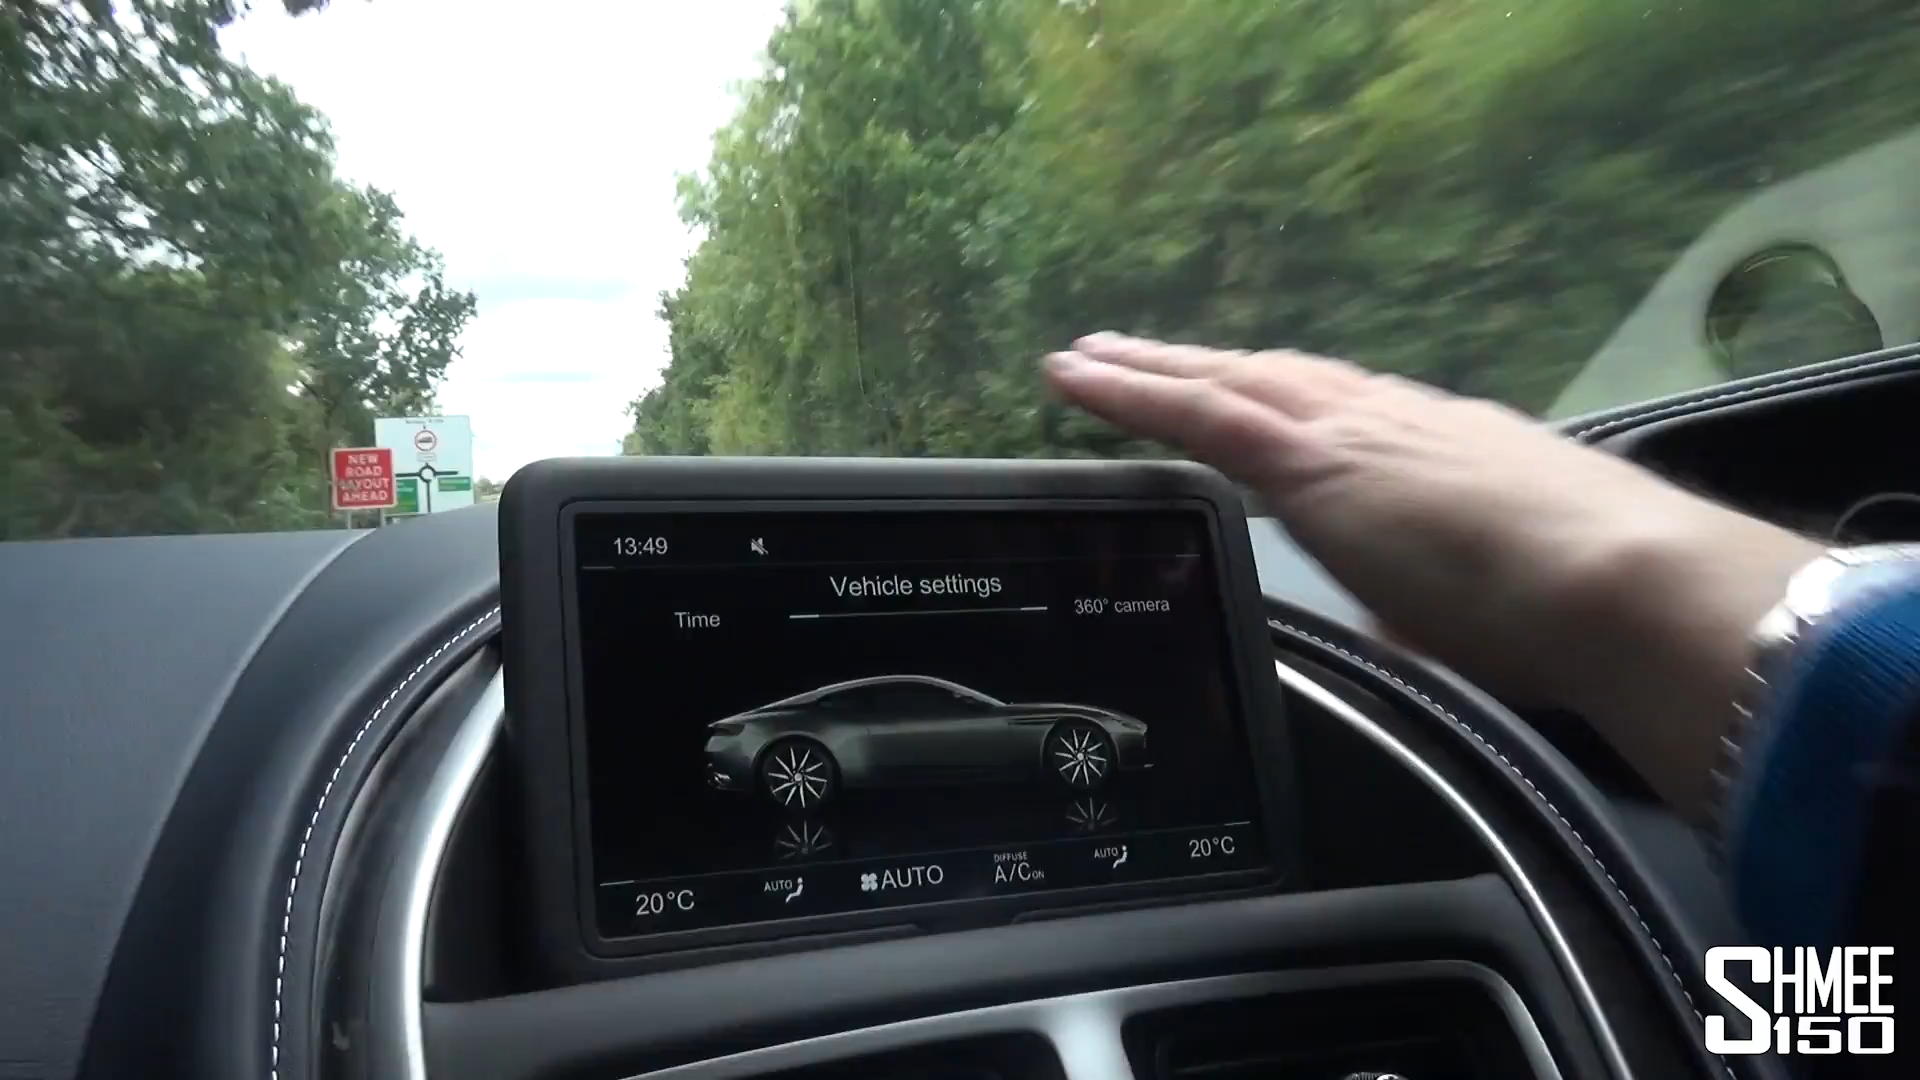 NEW
ROAD
LAYOUT
AHEAD
13:49
Vehicle settings
Time
360° camera
20°C
AUTO
AUTO
DIFFUSE
A/C ON
AUTO
20°C
SHMEE
150